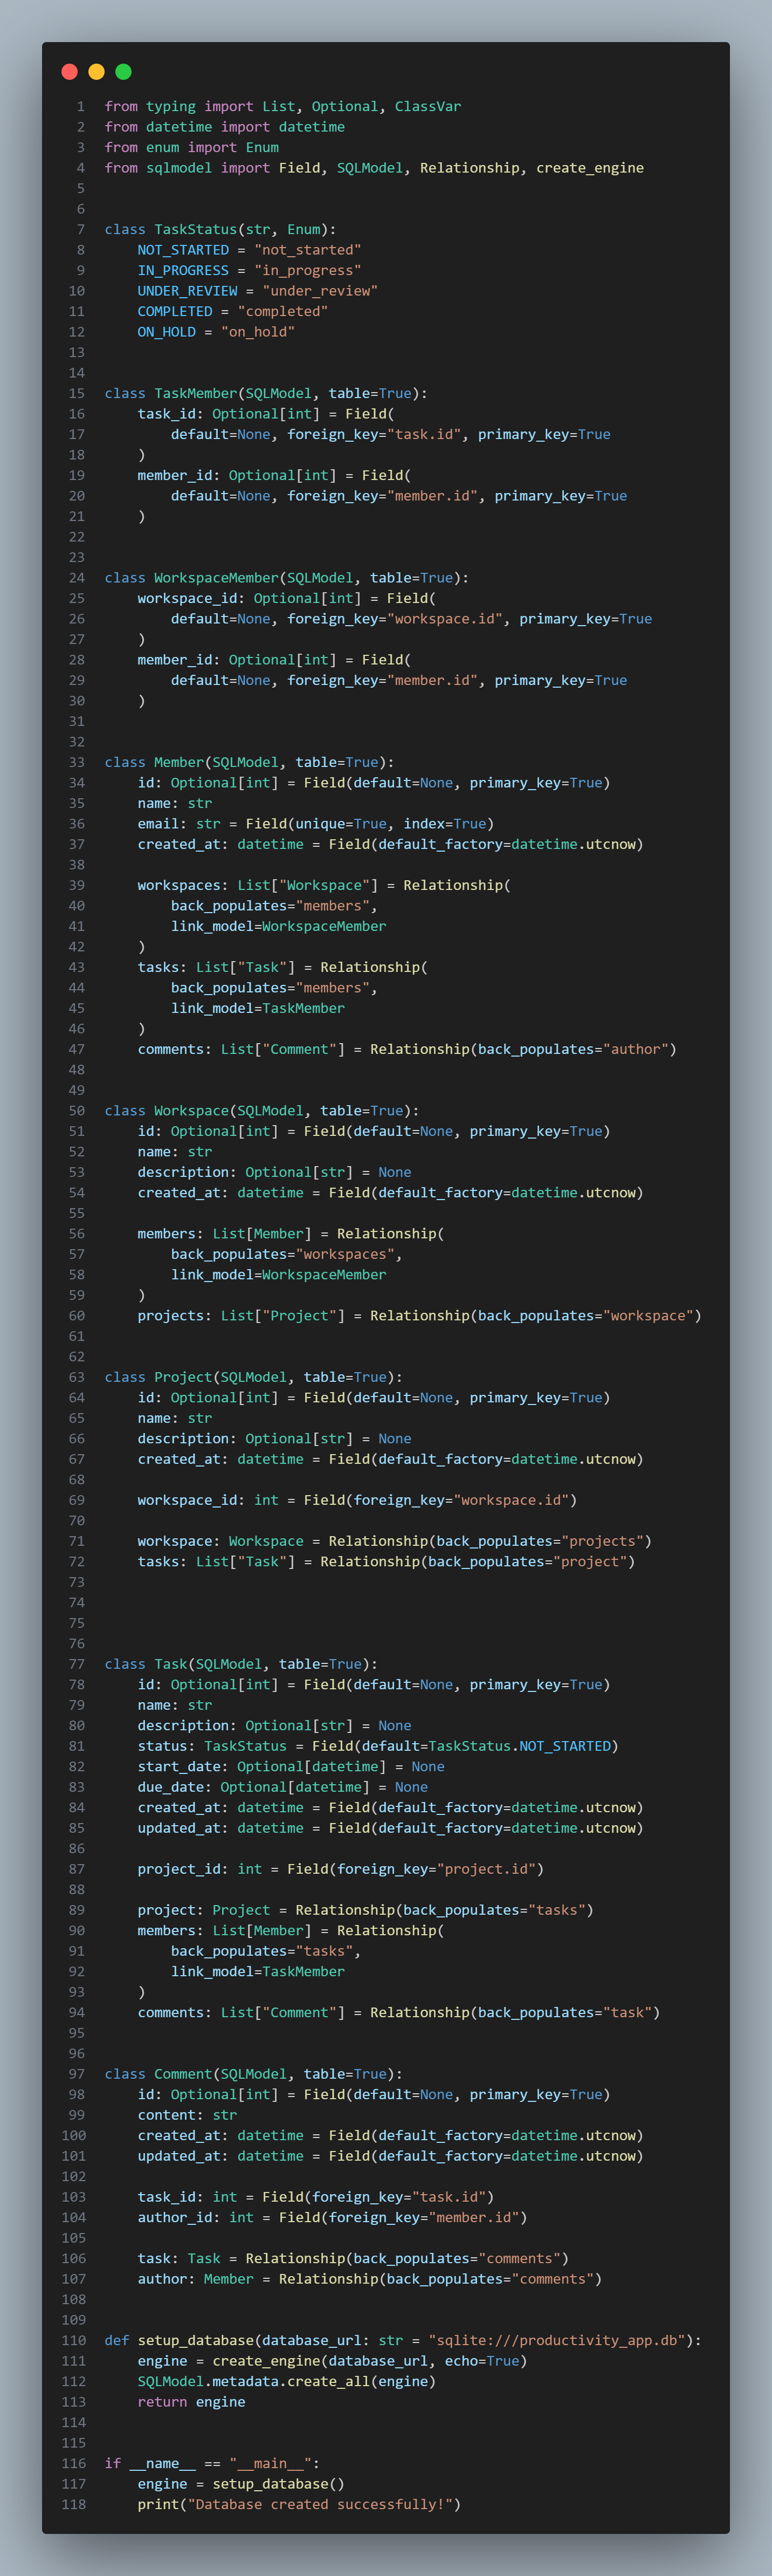 1 from typing import List, Optional, ClassVar
2 from datetime import datetime
3 from enum import Enum
4 from sqlmodel import Field, SQLModel, Relationship, create_engine
5
6
7 class TaskStatus(str, Enum):
8     NOT_STARTED = "not_started"
9     IN_PROGRESS = "in_progress"
10     UNDER_REVIEW = "under_review"
11     COMPLETED = "completed"
12     ON_HOLD = "on_hold"
13
14
15 class TaskMember(SQLModel, table=True):
16     task_id: Optional[int] = Field(
17         default=None, foreign_key="task.id", primary_key=True
18     )
19     member_id: Optional[int] = Field(
20         default=None, foreign_key="member.id", primary_key=True
21     )
22
23
24 class WorkspaceMember(SQLModel, table=True):
25     workspace_id: Optional[int] = Field(
26         default=None, foreign_key="workspace.id", primary_key=True
27     )
28     member_id: Optional[int] = Field(
29         default=None, foreign_key="member.id", primary_key=True
30     )
31
32
33 class Member(SQLModel, table=True):
34     id: Optional[int] = Field(default=None, primary_key=True)
35     name: str
36     email: str = Field(unique=True, index=True)
37     created_at: datetime = Field(default_factory=datetime.utcnow)
38
39     workspaces: List["Workspace"] = Relationship(
40         back_populates="members",
41         link_model=WorkspaceMember
42     )
43     tasks: List["Task"] = Relationship(
44         back_populates="members",
45         link_model=TaskMember
46     )
47     comments: List["Comment"] = Relationship(back_populates="author")
48
49
50 class Workspace(SQLModel, table=True):
51     id: Optional[int] = Field(default=None, primary_key=True)
52     name: str
53     description: Optional[str] = None
54     created_at: datetime = Field(default_factory=datetime.utcnow)
55
56     members: List[Member] = Relationship(
57         back_populates="workspaces",
58         link_model=WorkspaceMember
59     )
60     projects: List["Project"] = Relationship(back_populates="workspace")
61
62
63 class Project(SQLModel, table=True):
64     id: Optional[int] = Field(default=None, primary_key=True)
65     name: str
66     description: Optional[str] = None
67     created_at: datetime = Field(default_factory=datetime.utcnow)
68
69     workspace_id: int = Field(foreign_key="workspace.id")
70
71     workspace: Workspace = Relationship(back_populates="projects")
72     tasks: List["Task"] = Relationship(back_populates="project")
73
74
75
76
77 class Task(SQLModel, table=True):
78     id: Optional[int] = Field(default=None, primary_key=True)
79     name: str
80     description: Optional[str] = None
81     status: TaskStatus = Field(default=TaskStatus.NOT_STARTED)
82     start_date: Optional[datetime] = None
83     due_date: Optional[datetime] = None
84     created_at: datetime = Field(default_factory=datetime.utcnow)
85     updated_at: datetime = Field(default_factory=datetime.utcnow)
86
87     project_id: int = Field(foreign_key="project.id")
88
89     project: Project = Relationship(back_populates="tasks")
90     members: List[Member] = Relationship(
91         back_populates="tasks",
92         link_model=TaskMember
93     )
94     comments: List["Comment"] = Relationship(back_populates="task")
95
96
97 class Comment(SQLModel, table=True):
98     id: Optional[int] = Field(default=None, primary_key=True)
99     content: str
100     created_at: datetime = Field(default_factory=datetime.utcnow)
101     updated_at: datetime = Field(default_factory=datetime.utcnow)
102
103     task_id: int = Field(foreign_key="task.id")
104     author_id: int = Field(foreign_key="member.id")
105
106     task: Task = Relationship(back_populates="comments")
107     author: Member = Relationship(back_populates="comments")
108
109
110 def setup_database(database_url: str = "sqlite:///productivity_app.db"):
111     engine = create_engine(database_url, echo=True)
112     SQLModel.metadata.create_all(engine)
113     return engine
114
115
116 if __name__ == "__main__":
117     engine = setup_database()
118     print("Database created successfully!")